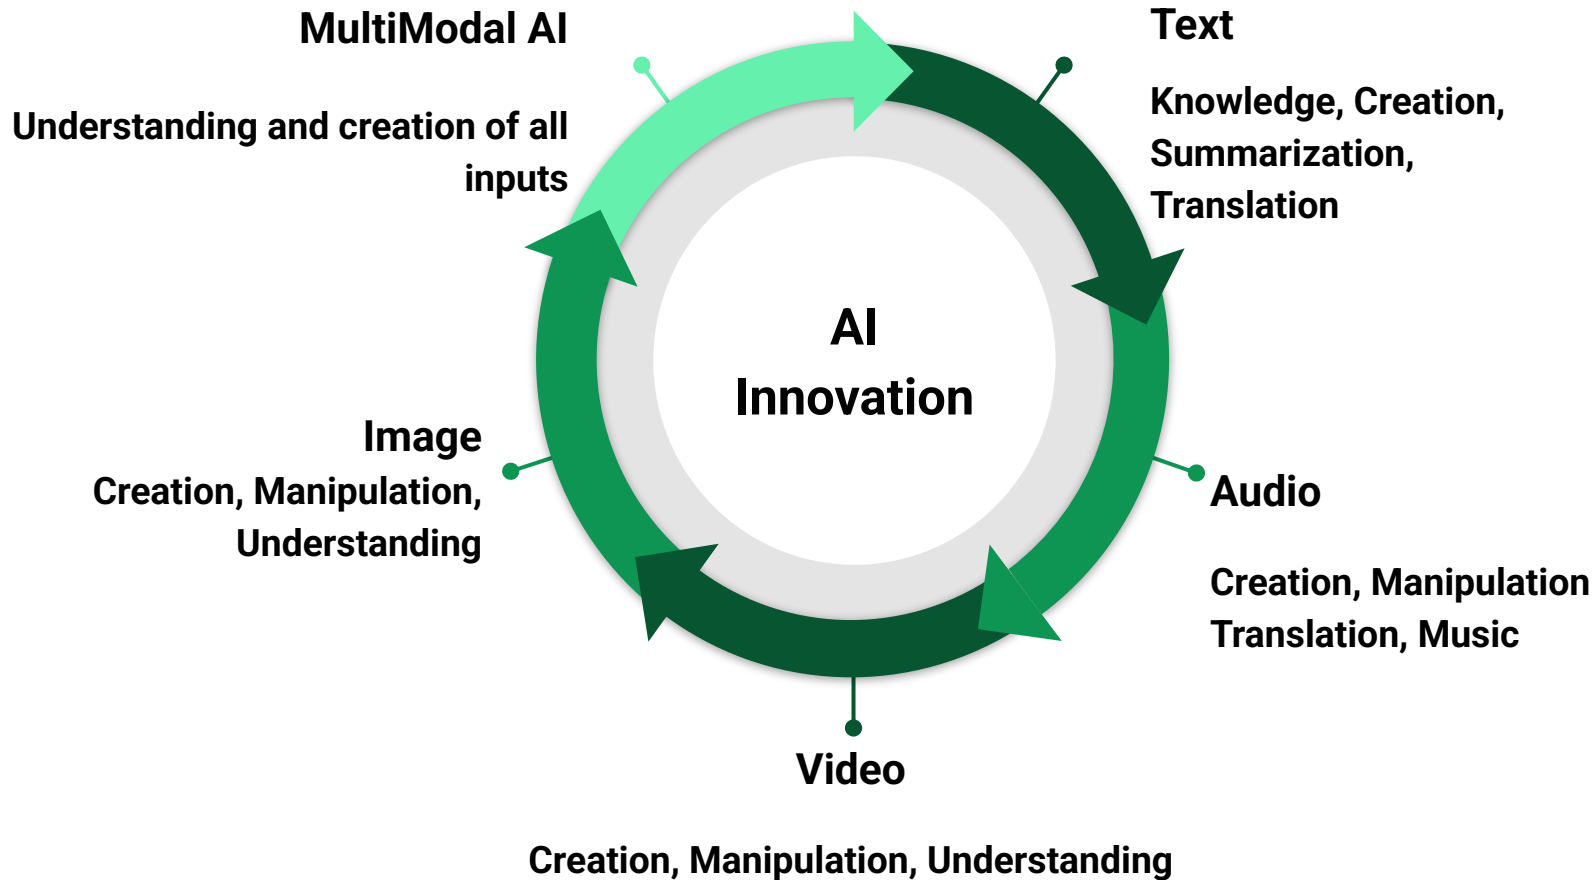 MultiModal AI
Understanding and creation of all
inputs
Text
Knowledge, Creation,
Summarization,
Translation
AI
Innovation
Image
Creation, Manipulation,
Understanding
Audio
Creation, Manipulation
Translation, Music
Video
Creation, Manipulation, Understanding